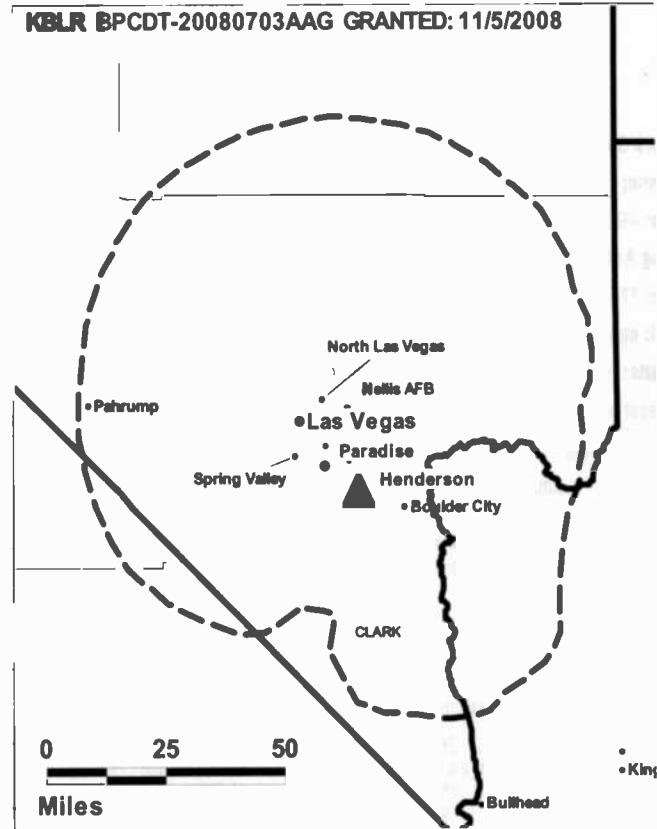 KBLR BPCDT-20080703AAG GRANTED: 11/5/2008
North Las Vegas
Nellis AFB
Pahrump
Las Vegas
Paradise
Spring Valley
Henderson
Boulder City
CLARK
0 25 50
Miles
King
Bullhead